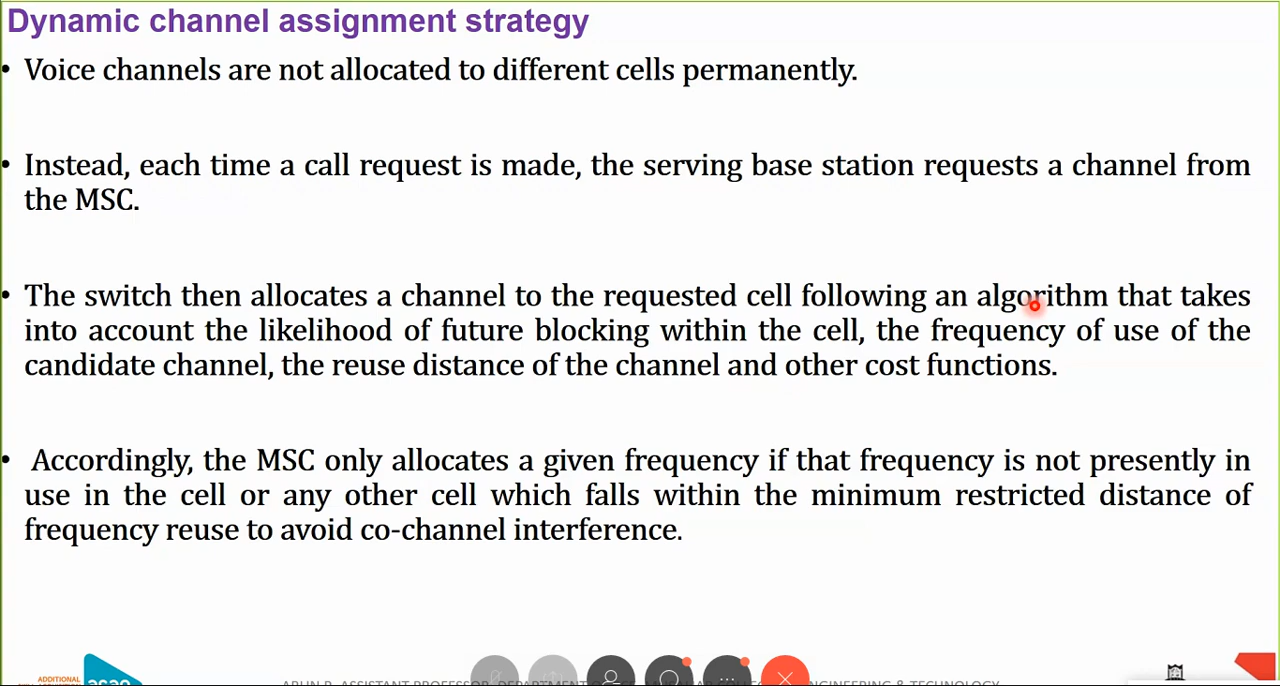 Dynamic channel assignment strategy
• Voice channels are not allocated to different cells permanently.
• Instead, each time a call request is made, the serving base station requests a channel from
the MSC.
• The switch then allocates a channel to the requested cell following an algorithm that takes
into account the likelihood of future blocking within the cell, the frequency of use of the
candidate channel, the reuse distance of the channel and other cost functions.
• Accordingly, the MSC only allocates a given frequency if that frequency is not presently in
use in the cell or any other cell which falls within the minimum restricted distance of
frequency reuse to avoid co-channel interference.
ADDITIONAL